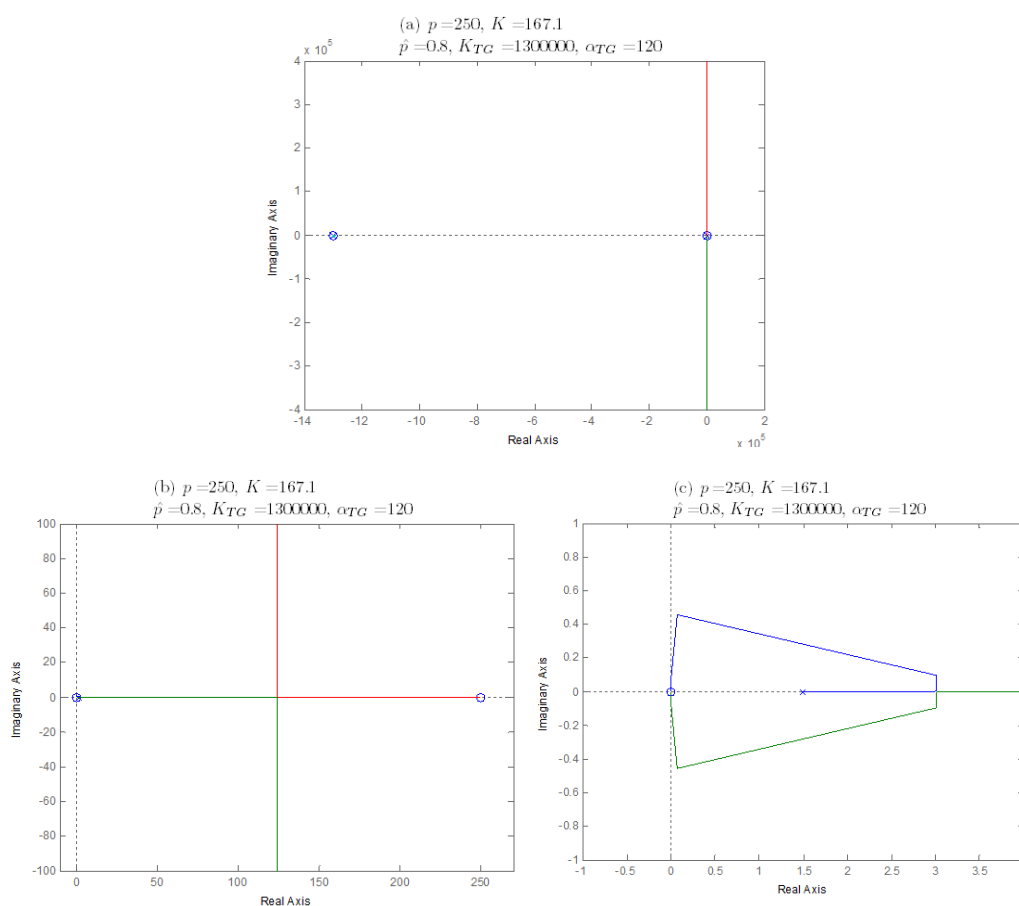 (a) p =250, K =167.1
p̂ =0.8, K_TG =1300000, α_TG =120
x 10^5
4
3
2
1
0
-1
-2
-3
-4
Imaginary Axis
-14 -12 -10 -8 -6 -4 -2 0 2
Real Axis
x 10^5
(b) p =250, K =167.1
p̂ =0.8, K_TG =1300000, α_TG =120
100
80
60
40
20
0
-20
-40
-60
-80
-100
Imaginary Axis
0 50 100 150 200 250
Real Axis
(c) p =250, K =167.1
p̂ =0.8, K_TG =1300000, α_TG =120
1
0.8
0.6
0.4
0.2
0
-0.2
-0.4
-0.6
-0.8
-1
Imaginary Axis
-1 -0.5 0 0.5 1 1.5 2 2.5 3 3.5
Real Axis